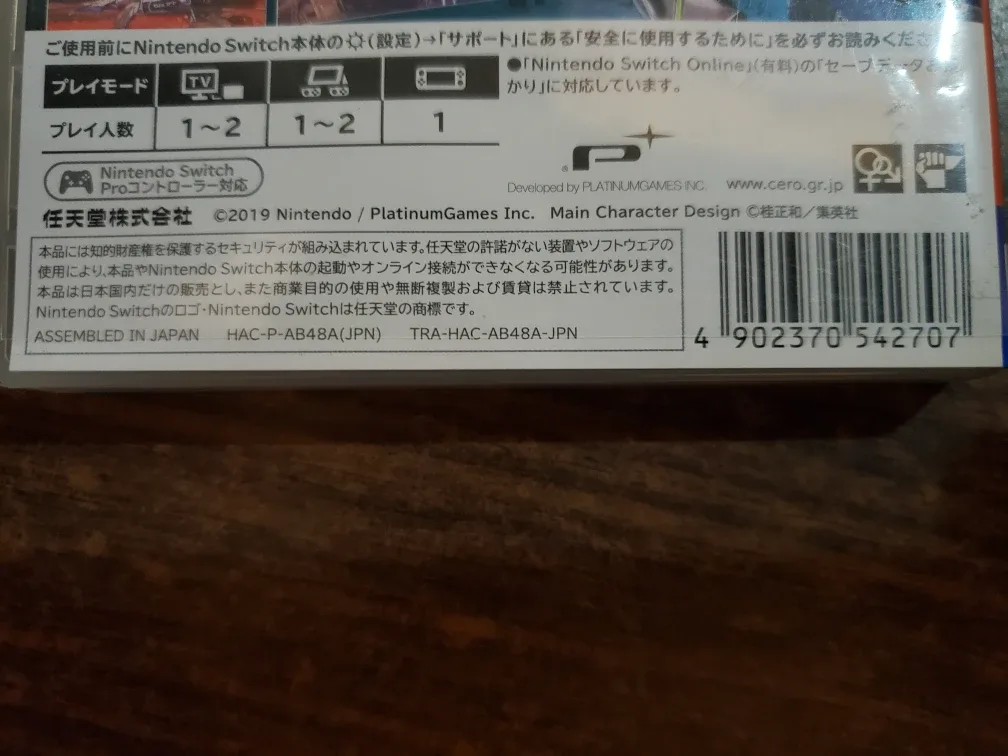 ご使用前にNintendo Switch本体の(設定)→「サポート」にある「安全に使用するために」を必ずお読みくださ
プレイモード TV
プレイ人数 1～2 1～2 1
●「Nintendo Switch Online」(有料)の「セーブデータお
かり」に対応しています。
Nintendo Switch
Proコントローラー対応
Developed by PLATINUMGAMES INC.
www.cero.gr.jp
任天堂株式会社 ©2019 Nintendo / PlatinumGames Inc. Main Character Design ©桂正和／集英社
本品には知的財産権を保護するセキュリティが組み込まれています。任天堂の許諾がない装置やソフトウェアの
使用により、本品やNintendo Switch本体の起動やオンライン接続ができなくなる可能性があります。
本品は日本国内だけの販売とし、また商業目的の使用や無断複製および賃貸は禁止されています。
Nintendo Switchのロゴ・Nintendo Switchは任天堂の商標です。
ASSEMBLED IN JAPAN HAC-P-AB48A(JPN) TRA-HAC-AB48A-JPN
4 902370 542707